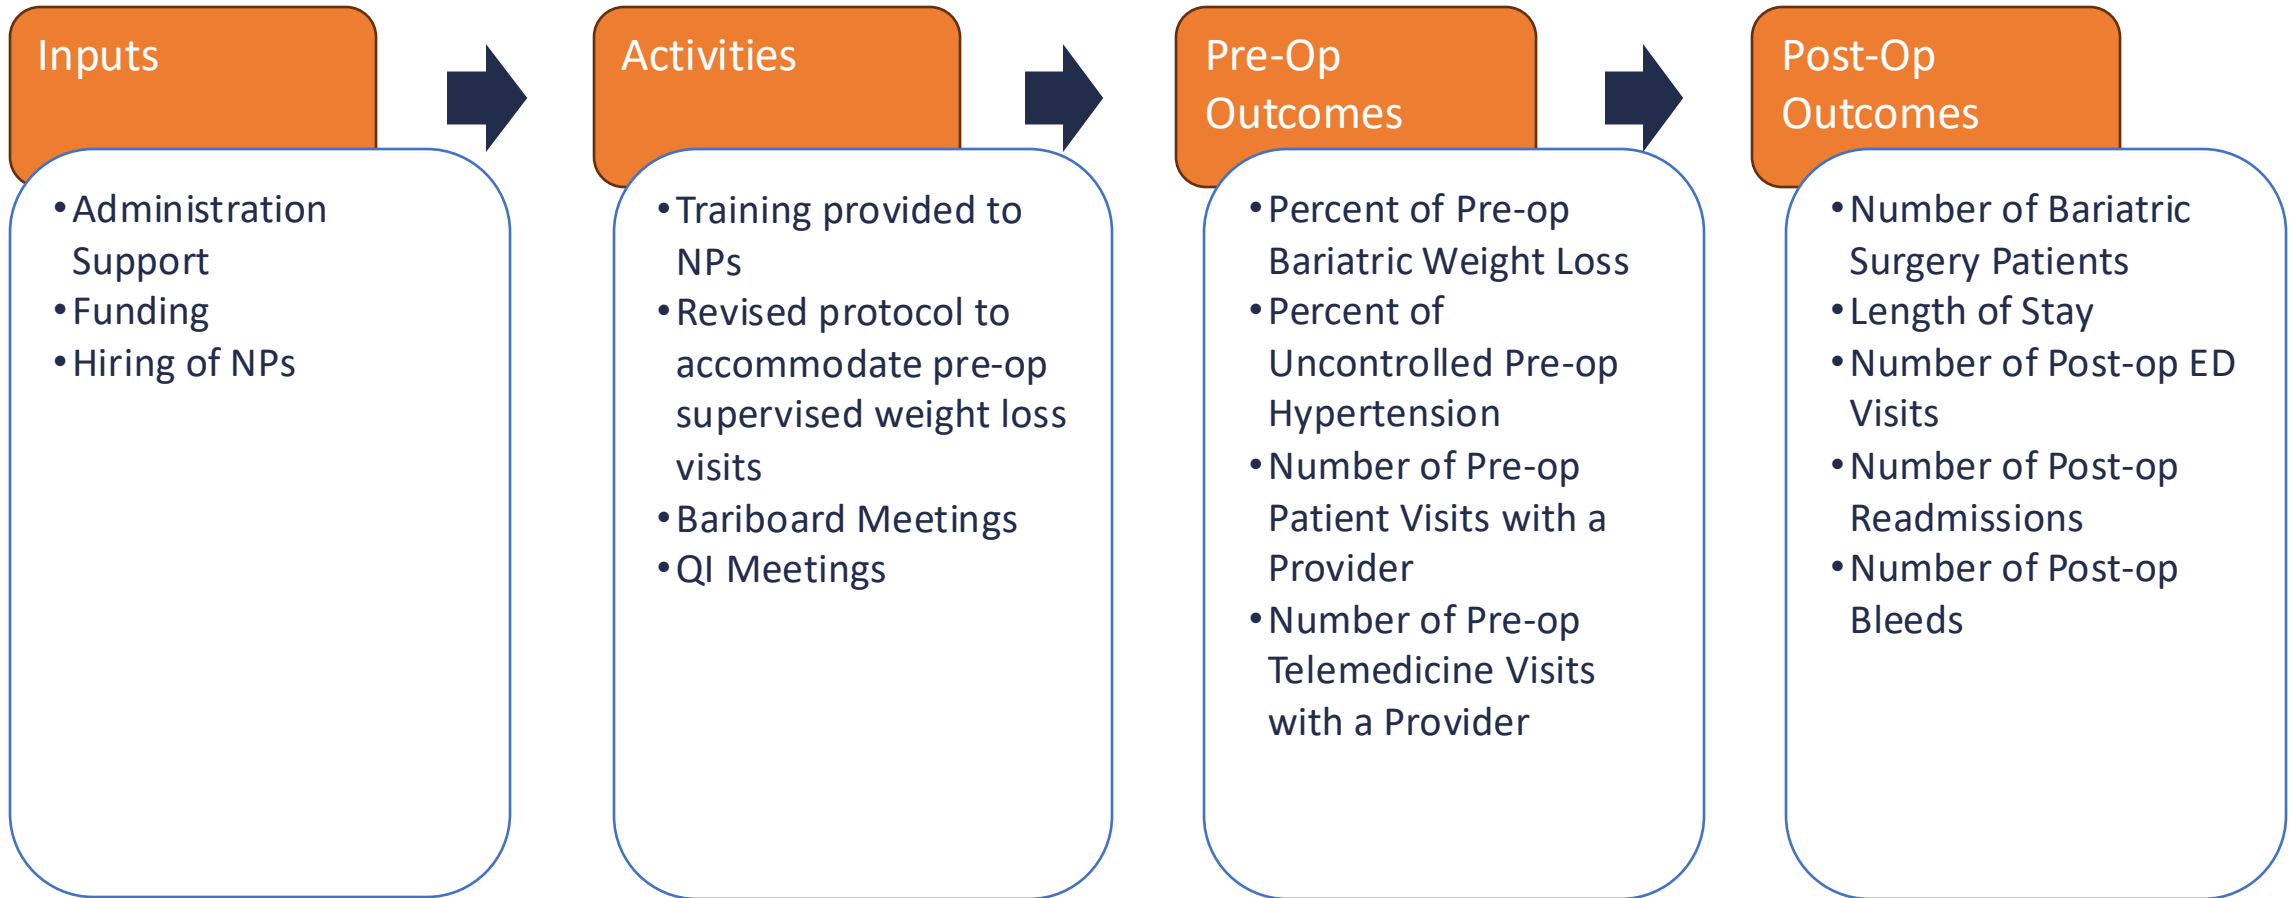 Inputs
•Administration
Support
•Funding
•Hiring of NPs
Activities
•Training provided to
NPs
•Revised protocol to
accommodate pre-op
supervised weight loss
visits
•Bariboard Meetings
•QI Meetings
Pre-Op
Outcomes
•Percent of Pre-op
Bariatric Weight Loss
•Percent of
Uncontrolled Pre-op
Hypertension
•Number of Pre-op
Patient Visits with a
Provider
•Number of Pre-op
Telemedicine Visits
with a Provider
Post-Op
Outcomes
•Number of Bariatric
Surgery Patients
•Length of Stay
•Number of Post-op ED
Visits
•Number of Post-op
Readmissions
•Number of Post-op
Bleeds